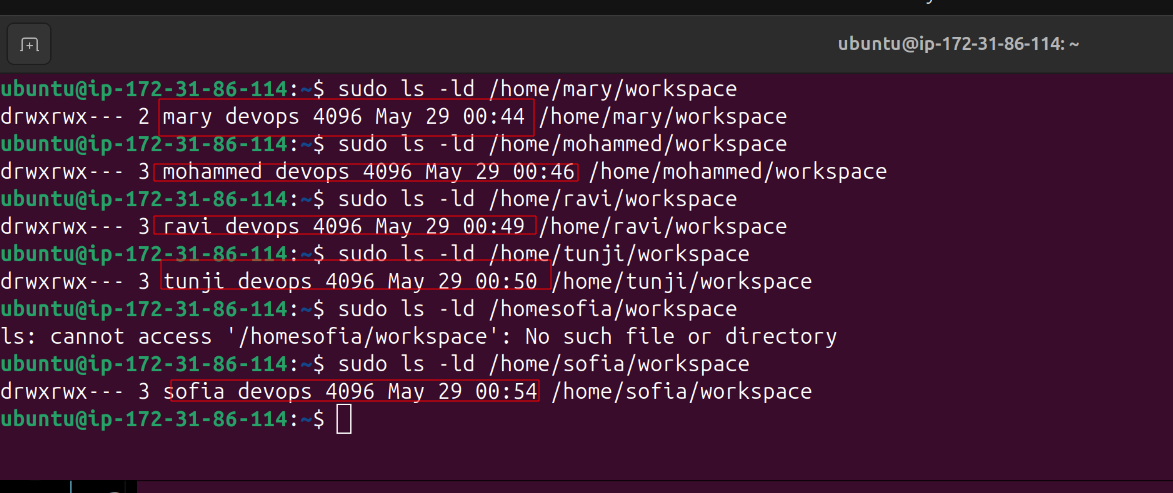 ubuntu@ip-172-31-86-114: ~
ubuntu@ip-172-31-86-114:~$ sudo ls -ld /home/mary/workspace
drwxrwx--- 2 mary devops 4096 May 29 00:44 /home/mary/workspace
ubuntu@ip-172-31-86-114:~$ sudo ls -ld /home/mohammed/workspace
drwxrwx--- 3 mohammed devops 4096 May 29 00:46 /home/mohammed/workspace
ubuntu@ip-172-31-86-114:~$ sudo ls -ld /home/ravi/workspace
drwxrwx--- 3 ravi devops 4096 May 29 00:49 /home/ravi/workspace
ubuntu@ip-172-31-86-114:~$ sudo ls -ld /home/tunji/workspace
drwxrwx--- 3 tunji devops 4096 May 29 00:50 /home/tunji/workspace
ubuntu@ip-172-31-86-114:~$ sudo ls -ld /homesofia/workspace
ls: cannot access '/homesofia/workspace': No such file or directory
ubuntu@ip-172-31-86-114:~$ sudo ls -ld /home/sofia/workspace
drwxrwx--- 3 sofia devops 4096 May 29 00:54 /home/sofia/workspace
ubuntu@ip-172-31-86-114:~$